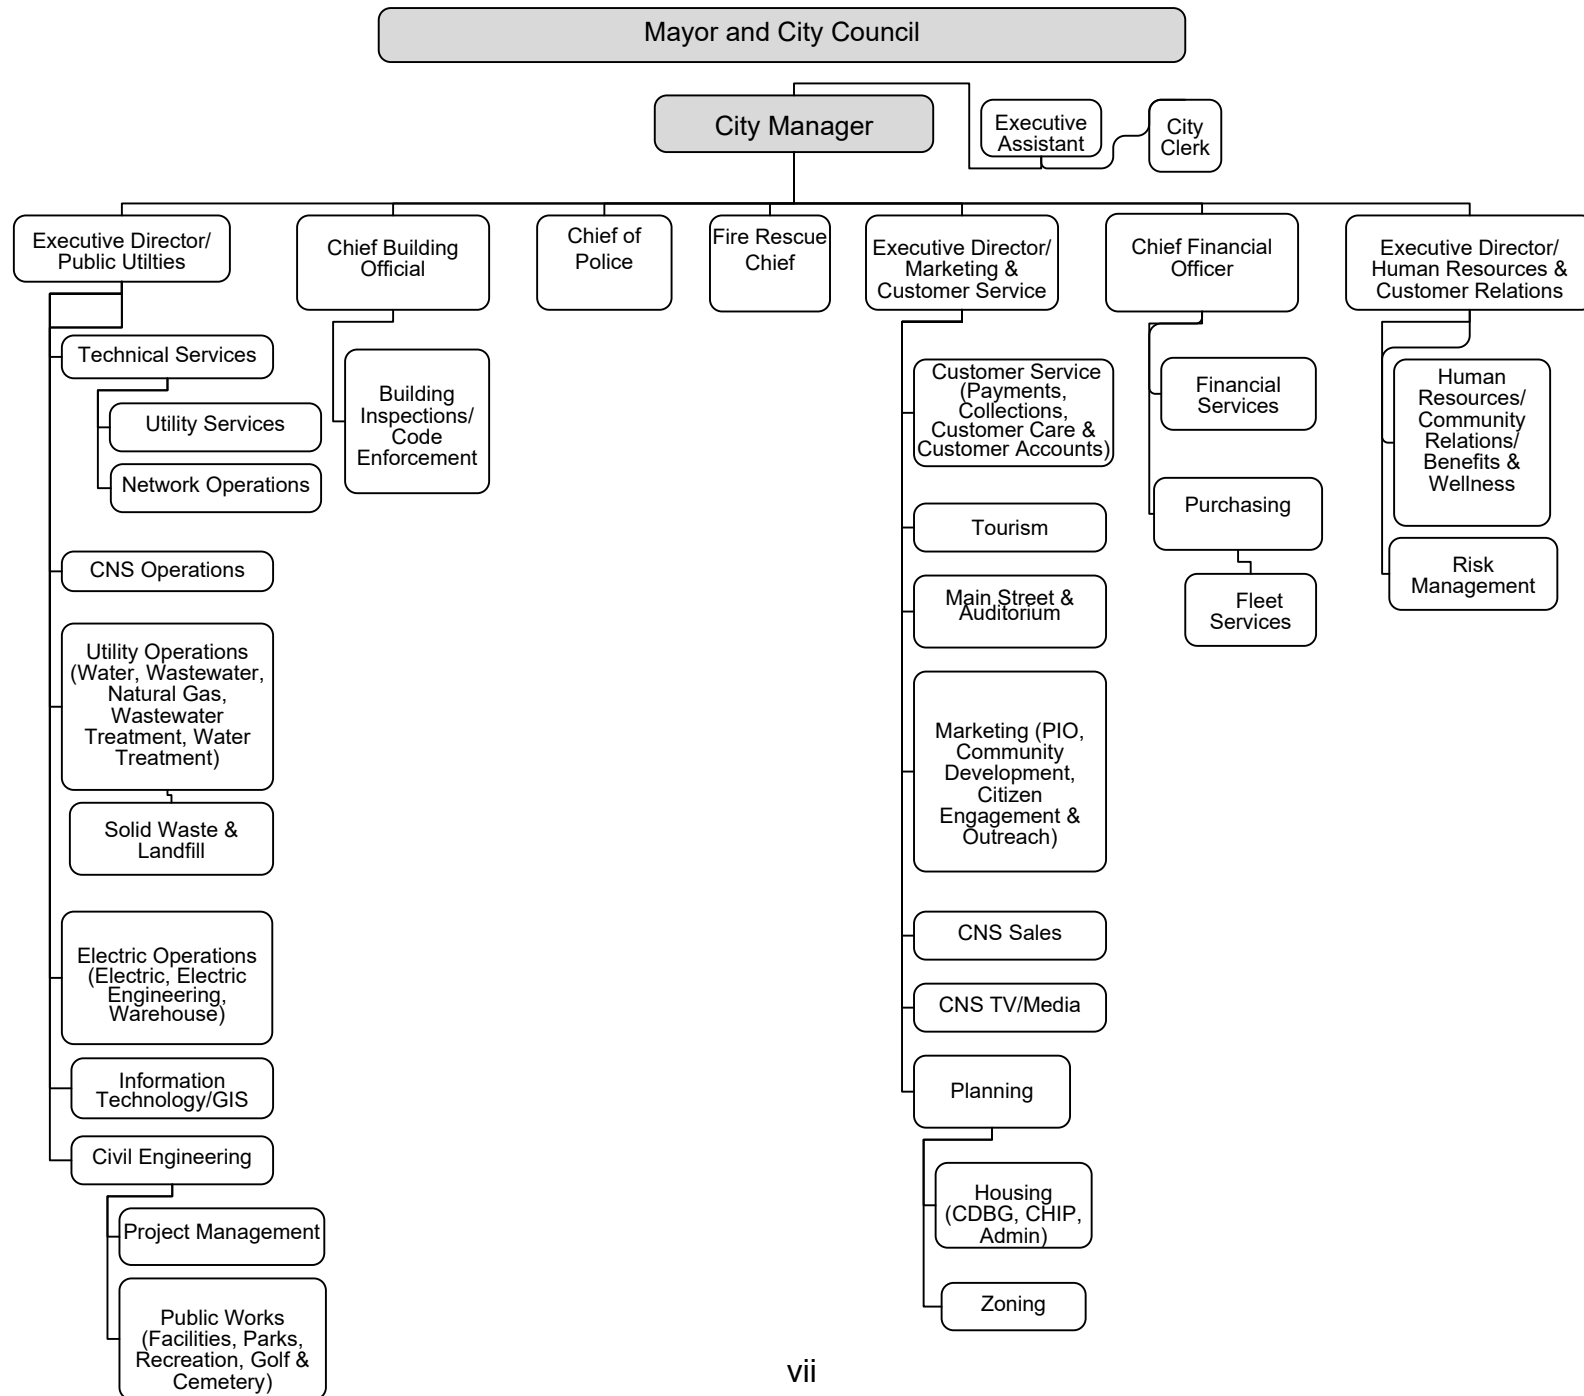 Mayor and City Council
City Manager
Executive
Assistant
City
Clerk
Executive Director/
Public Utilties
Chief Building
Official
Chief of
Police
Fire Rescue
Chief
Executive Director/
Marketing &
Customer Service
Chief Financial
Officer
Executive Director/
Human Resources &
Customer Relations
Technical Services
Utility Services
Network Operations
CNS Operations
Utility Operations
(Water, Wastewater,
Natural Gas,
Wastewater
Treatment, Water
Treatment)
Solid Waste &
Landfill
Electric Operations
(Electric, Electric
Engineering,
Warehouse)
Information
Technology/GIS
Civil Engineering
Project Management
Public Works
(Facilities, Parks,
Recreation, Golf &
Cemetery)
Building
Inspections/
Code
Enforcement
Customer Service
(Payments,
Collections,
Customer Care &
Customer Accounts)
Tourism
Main Street &
Auditorium
Marketing (PIO,
Community
Development,
Citizen
Engagement &
Outreach)
CNS Sales
CNS TV/Media
Planning
Housing
(CDBG, CHIP,
Admin)
Zoning
Financial
Services
Purchasing
Fleet
Services
Human
Resources/
Community
Relations/
Benefits &
Wellness
Risk
Management
vii